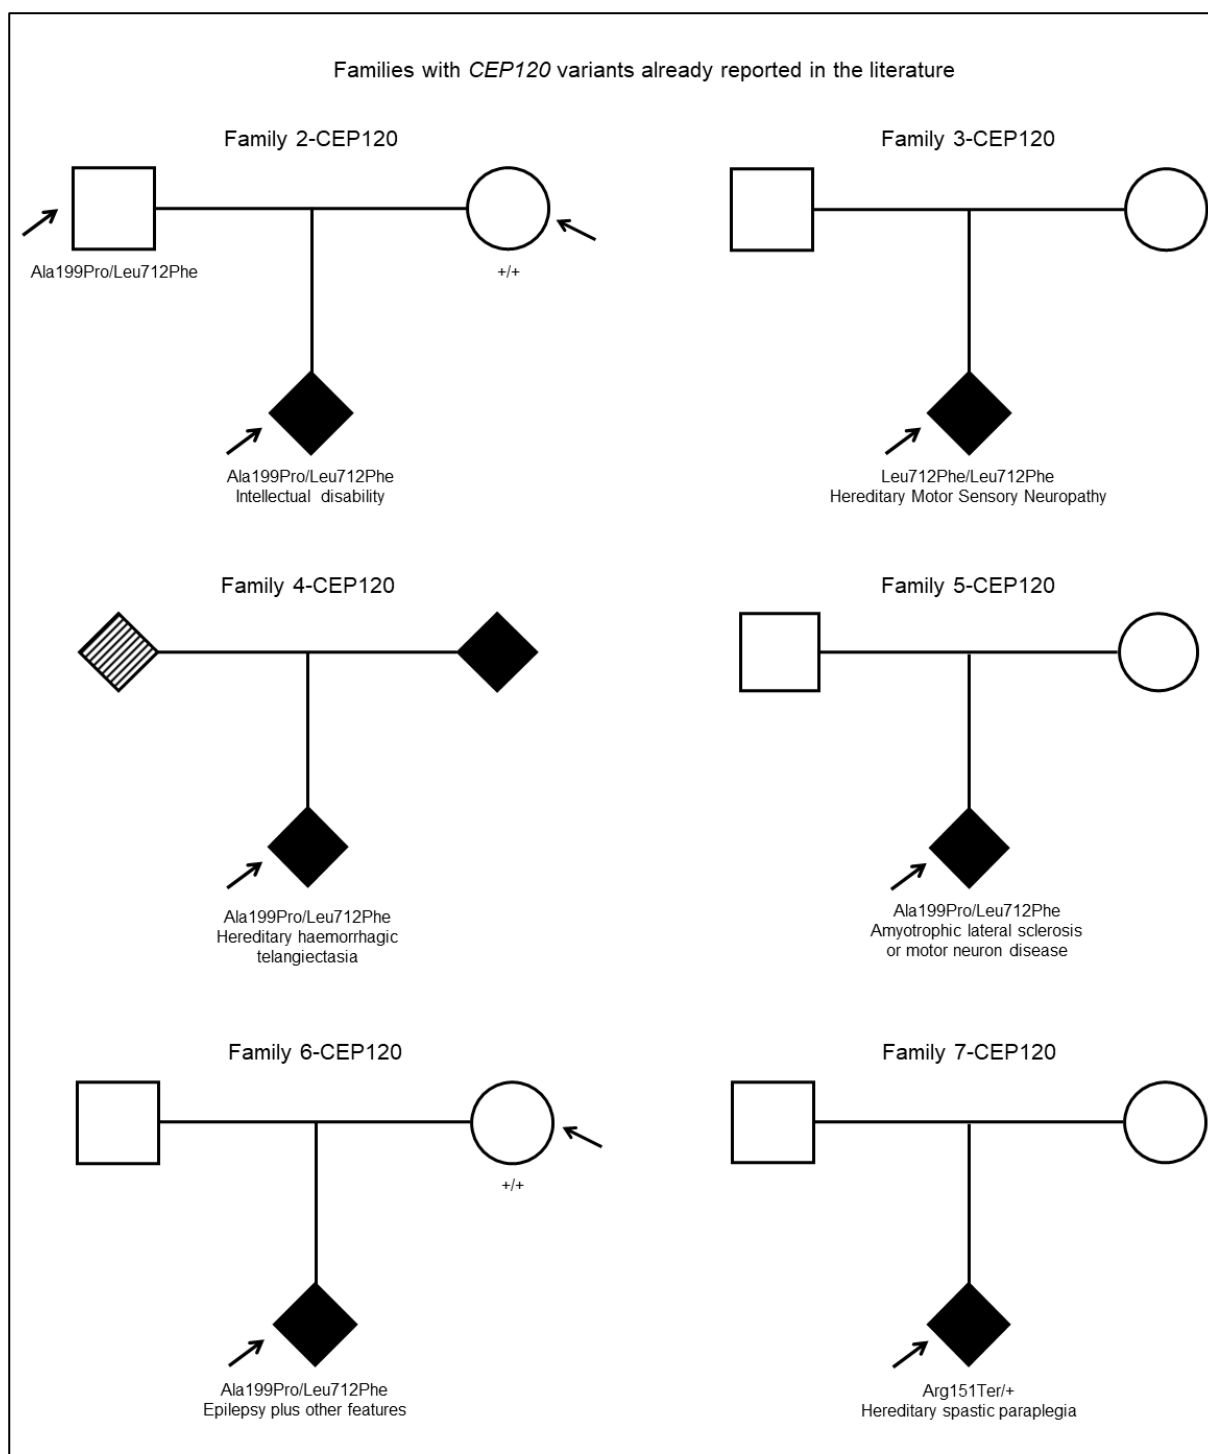 Families with CEP120 variants already reported in the literature
Family 2-CEP120
Ala199Pro/Leu712Phe
+/+
Ala199Pro/Leu712Phe
Intellectual disability
Family 3-CEP120
Leu712Phe/Leu712Phe
Hereditary Motor Sensory Neuropathy
Family 4-CEP120
Ala199Pro/Leu712Phe
Hereditary haemorrhagic
telangiectasia
Family 5-CEP120
Ala199Pro/Leu712Phe
Amyotrophic lateral sclerosis
or motor neuron disease
Family 6-CEP120
+/+
Ala199Pro/Leu712Phe
Epilepsy plus other features
Family 7-CEP120
Arg151Ter/+
Hereditary spastic paraplegia